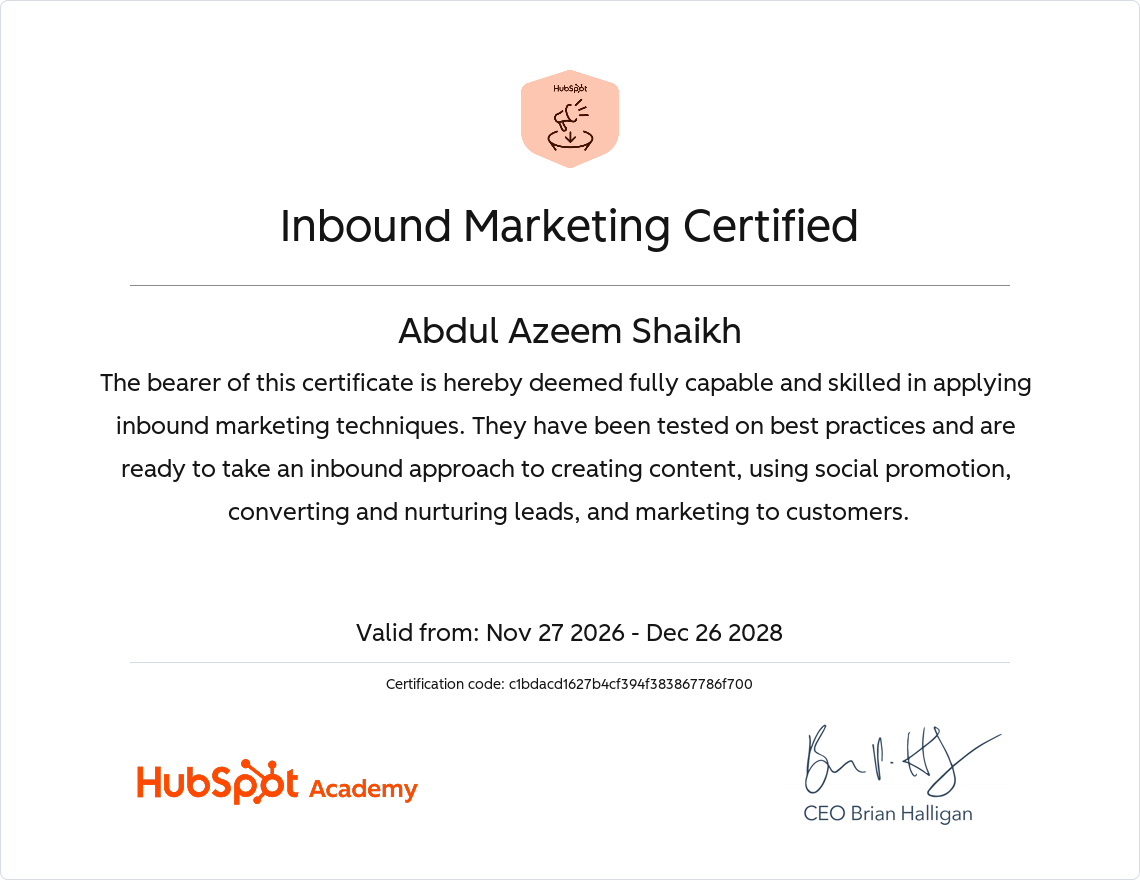 HubSpot
Inbound Marketing Certified
Abdul Azeem Shaikh
The bearer of this certificate is hereby deemed fully capable and skilled in applying
inbound marketing techniques. They have been tested on best practices and are
ready to take an inbound approach to creating content, using social promotion,
converting and nurturing leads, and marketing to customers.
Valid from: Nov 27 2026 - Dec 26 2028
Certification code: c1bdacd1627b4cf394f383867786f700
HubSpot Academy
CEO Brian Halligan